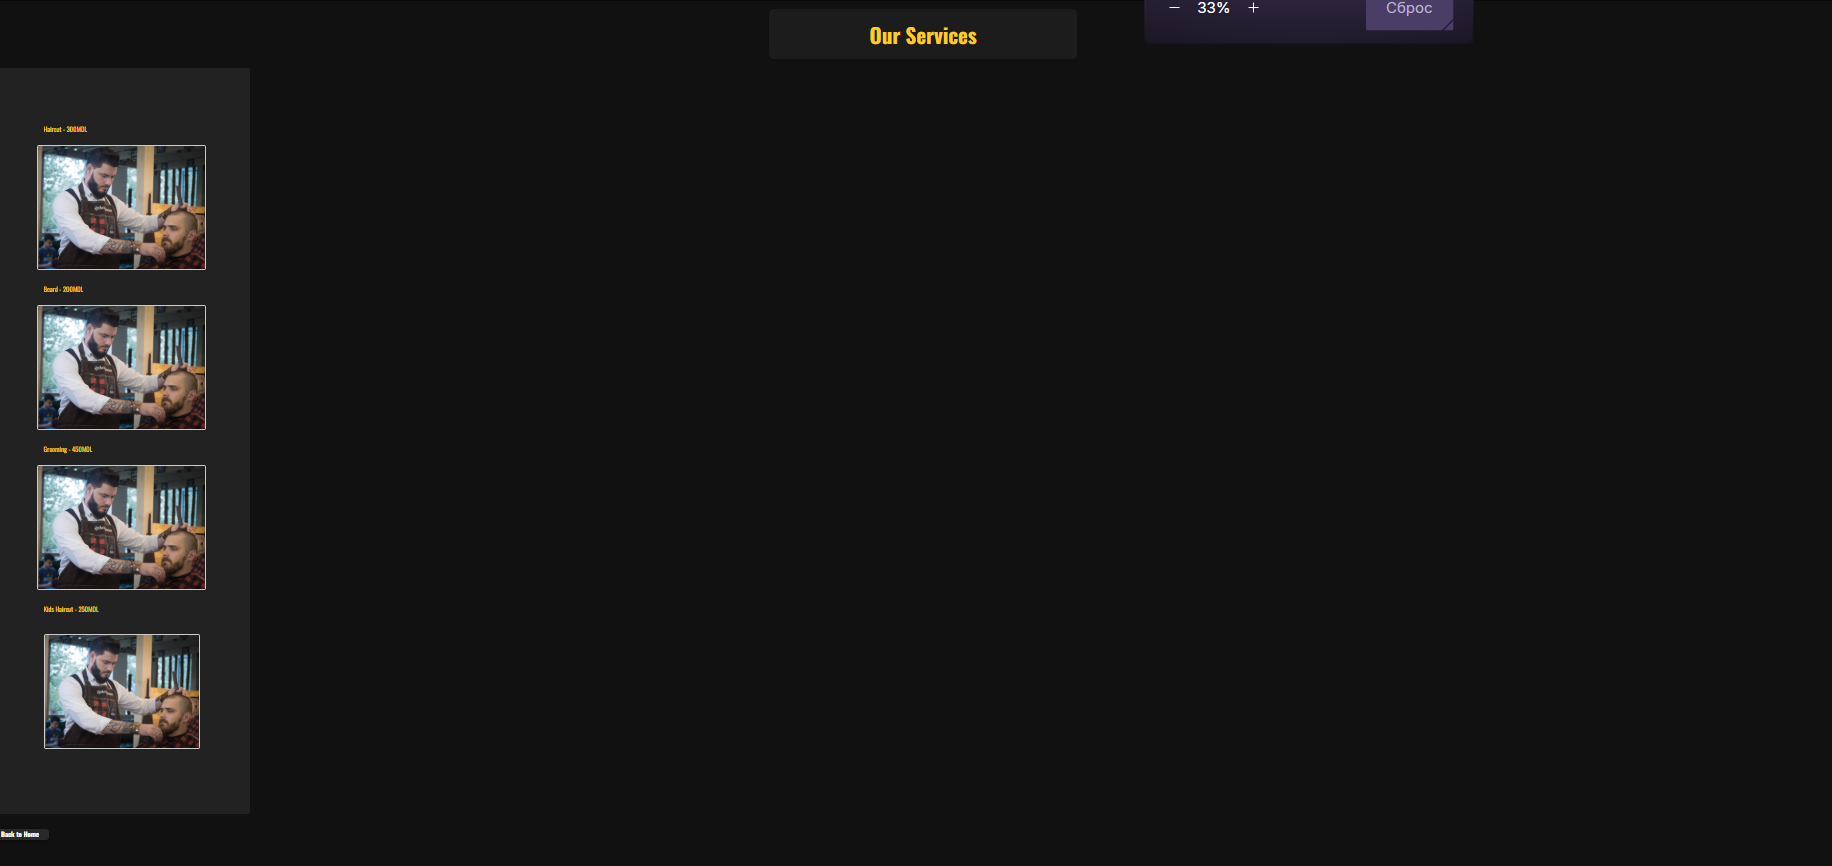 33%
Сброс
Our Services
Haircut - 300MDL
Beard - 200MDL
Grooming - 450MDL
Kids Haircut - 250MDL
Back to Home